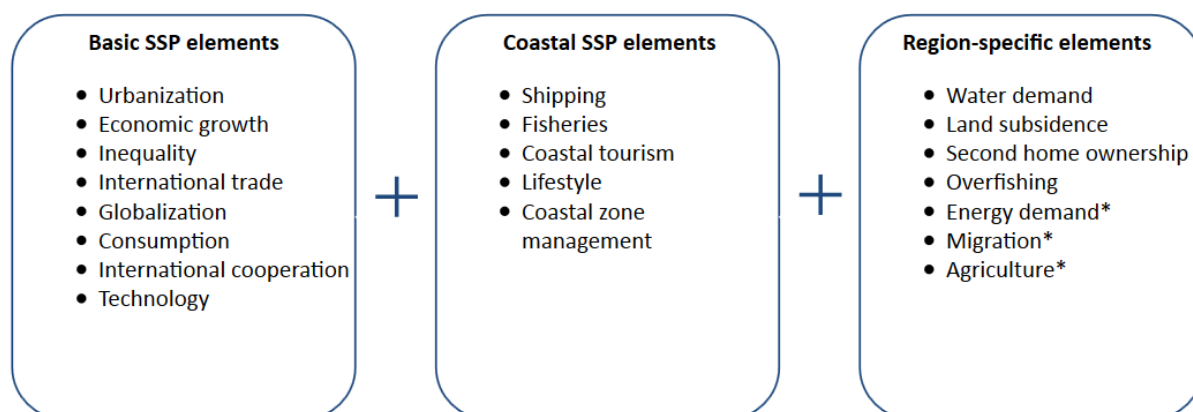 Basic SSP elements
• Urbanization
• Economic growth
• Inequality
• International trade
• Globalization
• Consumption
• International cooperation
• Technology
+
Coastal SSP elements
• Shipping
• Fisheries
• Coastal tourism
• Lifestyle
• Coastal zone
management
+
Region-specific elements
• Water demand
• Land subsidence
• Second home ownership
• Overfishing
• Energy demand*
• Migration*
• Agriculture*